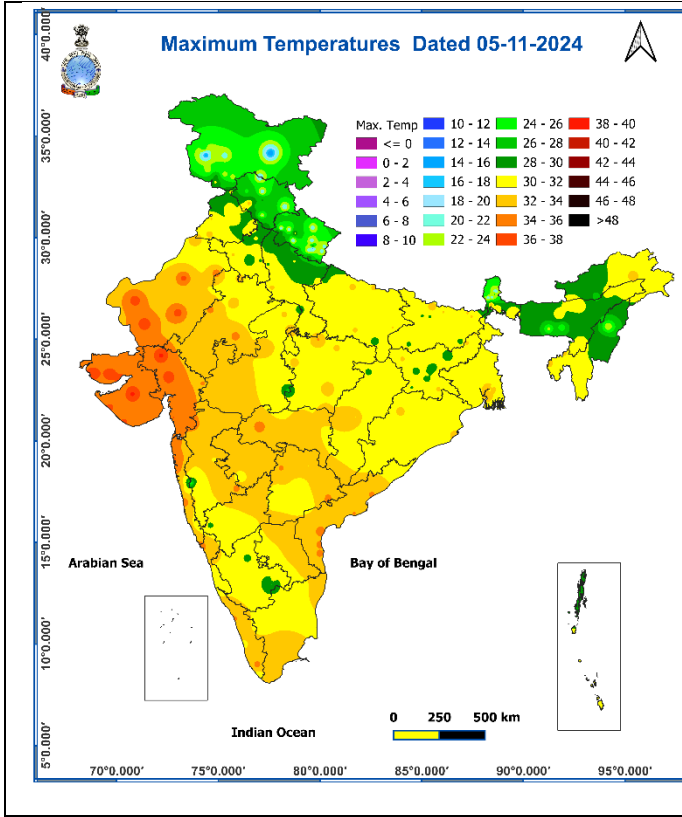 Maximum Temperatures Dated 05-11-2024
Max. Temp
<= 0
0 - 2
2 - 4
4 - 6
6 - 8
8 - 10
10 - 12
12 - 14
14 - 16
16 - 18
18 - 20
20 - 22
22 - 24
24 - 26
26 - 28
28 - 30
30 - 32
32 - 34
34 - 36
36 - 38
38 - 40
40 - 42
42 - 44
44 - 46
46 - 48
>48
40°0.000'
35°0.000'
30°0.000'
25°0.000'
20°0.000'
15°0.000'
10°0.000'
5°0.000'
Arabian Sea
Bay of Bengal
Indian Ocean
0 250 500 km
70°0.000' 75°0.000' 80°0.000' 85°0.000' 90°0.000' 95°0.000'